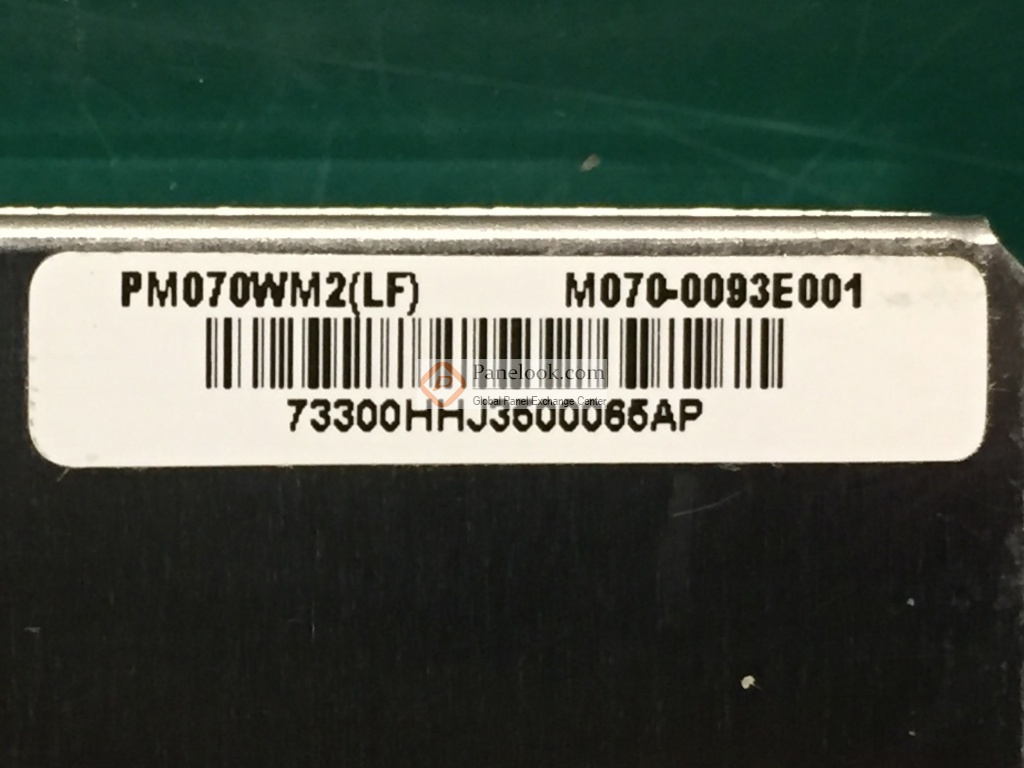 PM070WM2(LF) M070-0093E001
Panelook.com
Global Panel Exchange Center
73300HHJ3600065AP